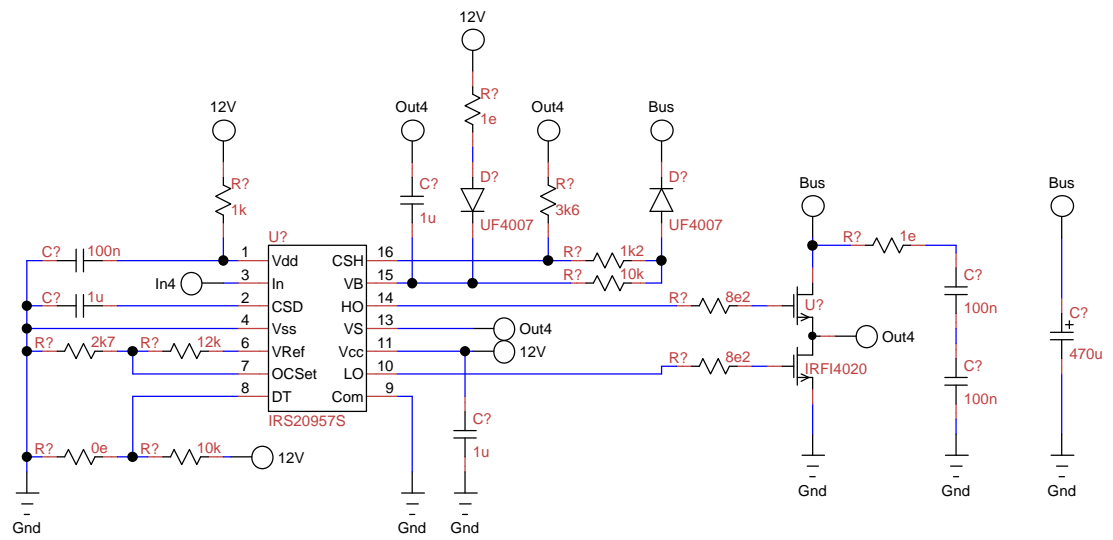 12V
12V
Out4
Out4
Bus
R?
1e
R?
1k
C?
1u
D?
UF4007
R?
3k6
D?
UF4007
Bus
Bus
U?
C? 100n
1 Vdd CSH 16
R? 1k2
R? 1e
In4
3 In VB 15
R? 10k
C? 1u
2 CSD HO 14
R? 8e2
U?
C?
100n
4 Vss VS 13
Out4
Out4
C?
+
470u
R? 2k7 R? 12k
6 VRef Vcc 11
12V
7 OCSet LO 10
R? 8e2
IRFI4020
C?
100n
8 DT Com 9
IRS20957S
C?
1u
R? 0e R? 10k
12V
Gnd
Gnd
Gnd
Gnd
Gnd
Gnd